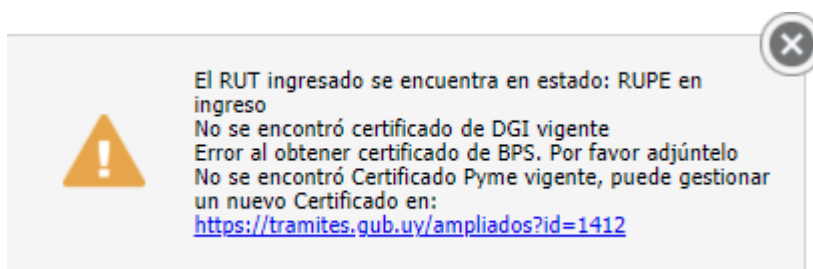 El RUT ingresado se encuentra en estado: RUPE en
ingreso
No se encontró certificado de DGI vigente
Error al obtener certificado de BPS. Por favor adjúntelo
No se encontró Certificado Pyme vigente, puede gestionar
un nuevo Certificado en:
https://tramites.gub.uy/ampliados?id=1412